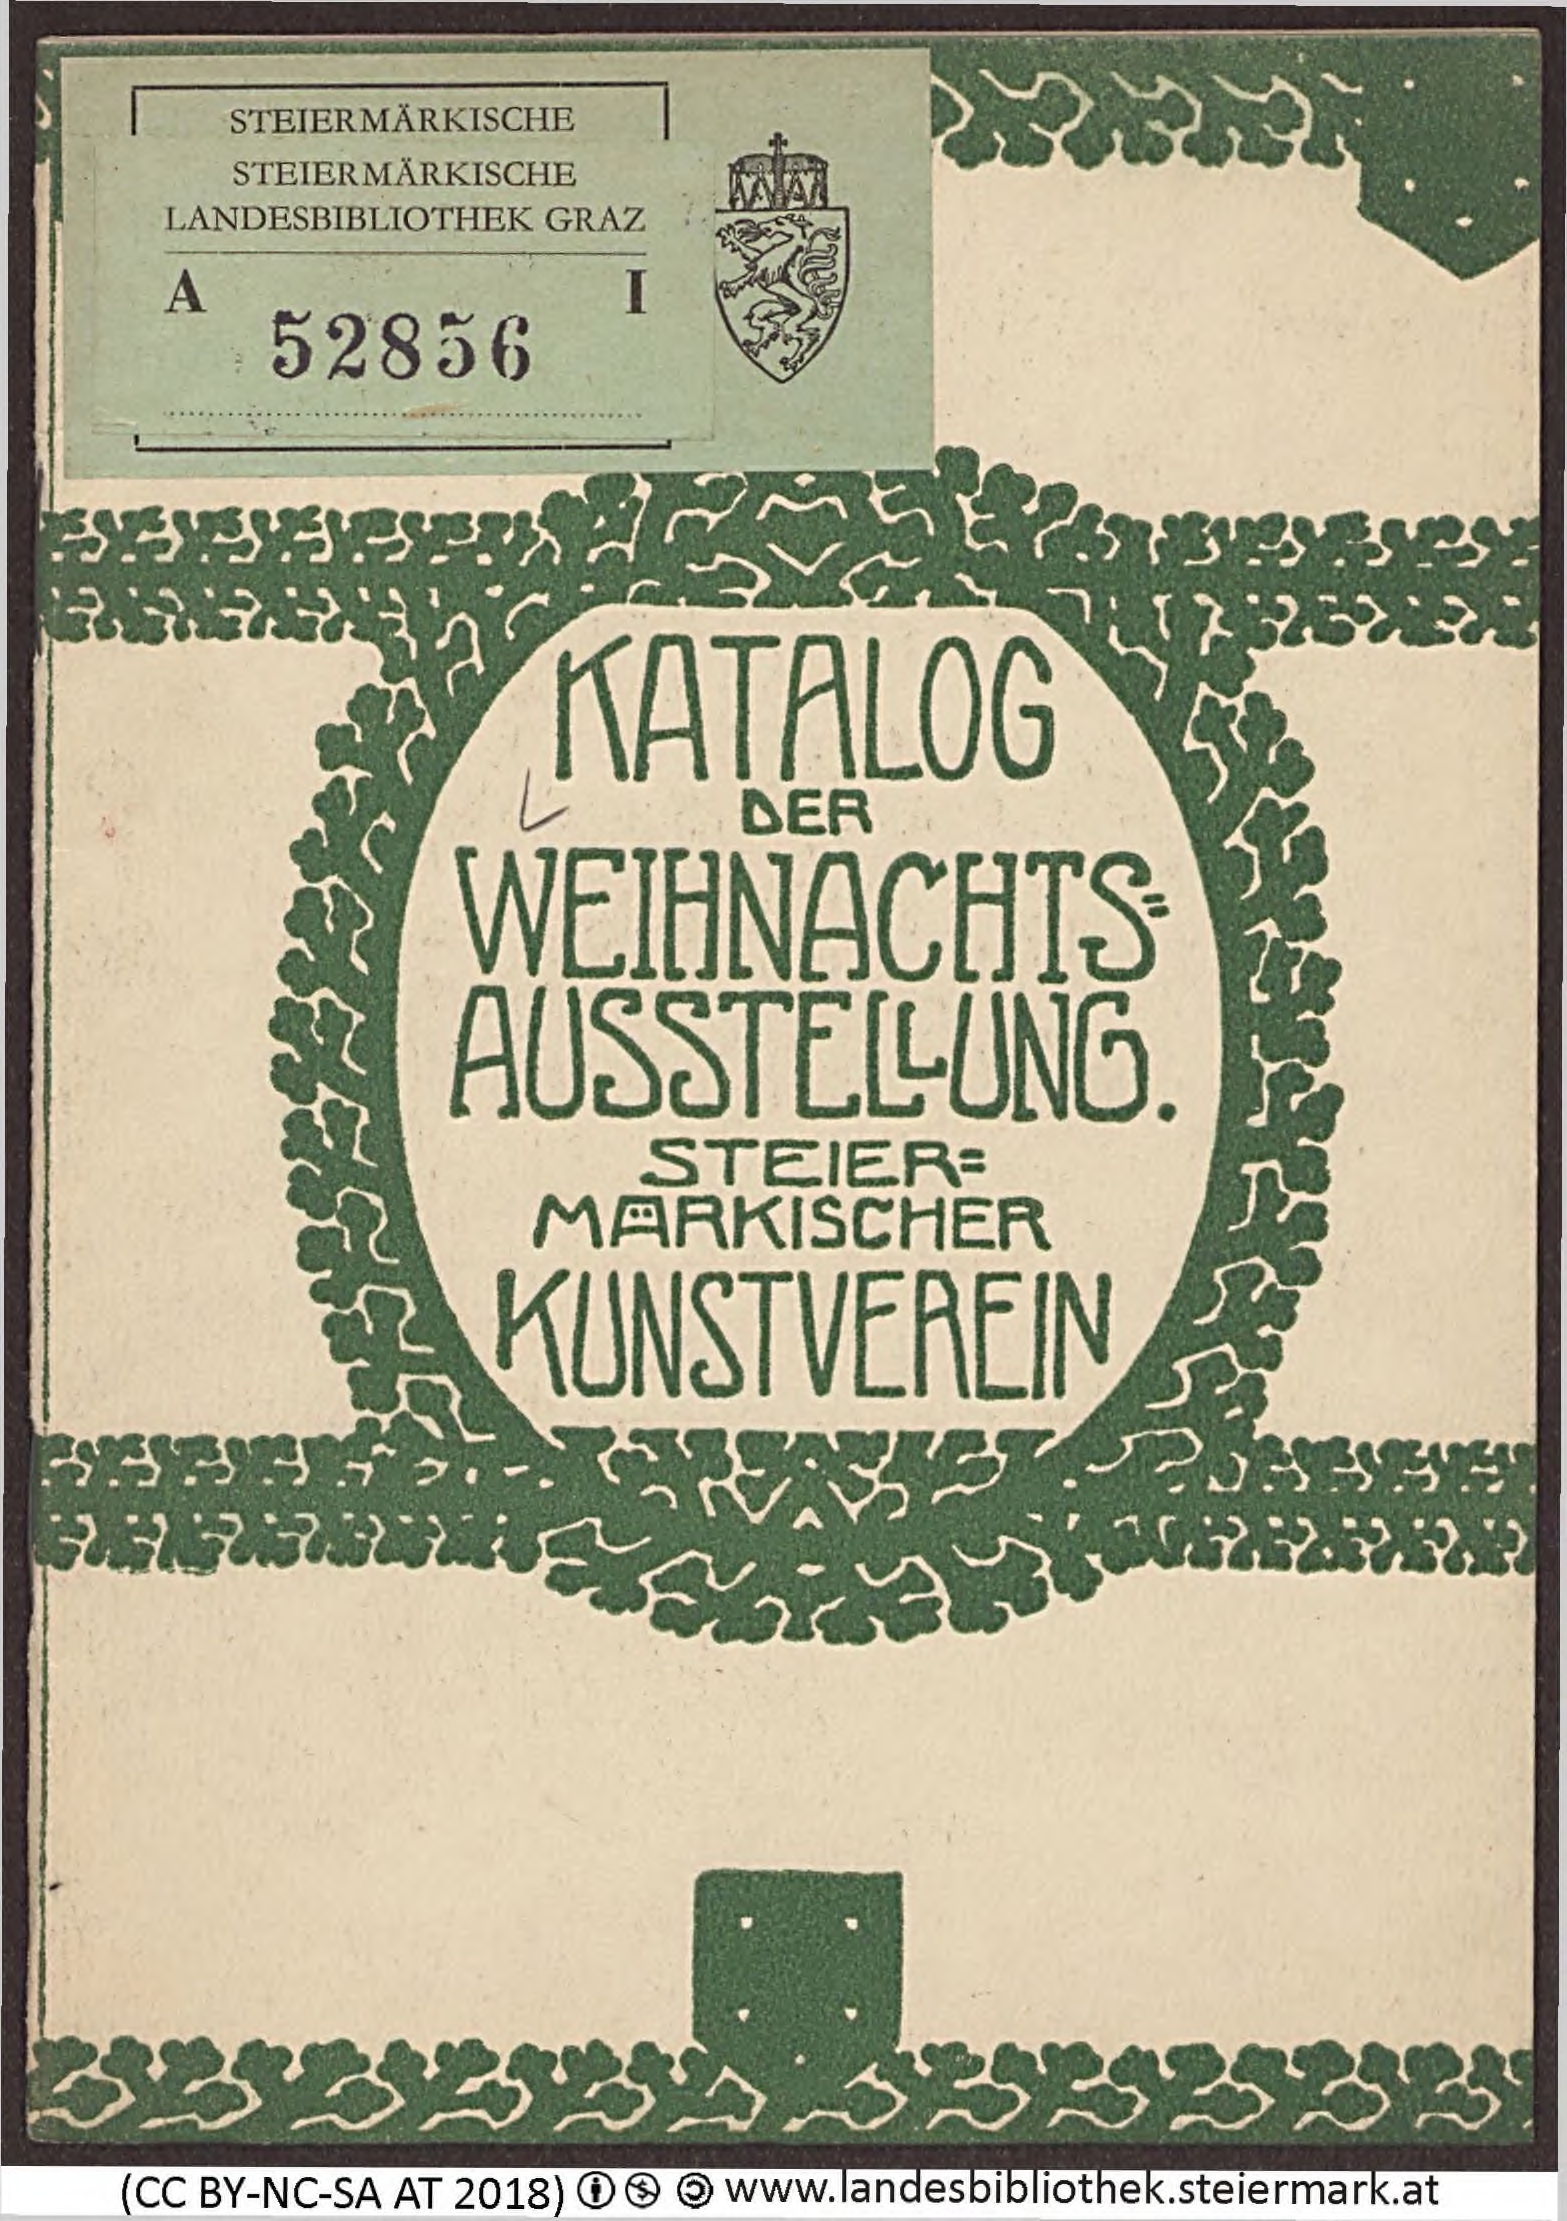 STEIERMÄRKISCHE
STEIERMÄRKISCHE
LANDESBIBLIOTHEK GRAZ
A I
52856
KATALOG
DER
WEIHNACHTS=
AUSSTELLUNG.
STEIER=
MÄRKISCHER
KUNSTVEREIN
(CC BY-NC-SA AT 2018) www.landesbibliothek.steiermark.at